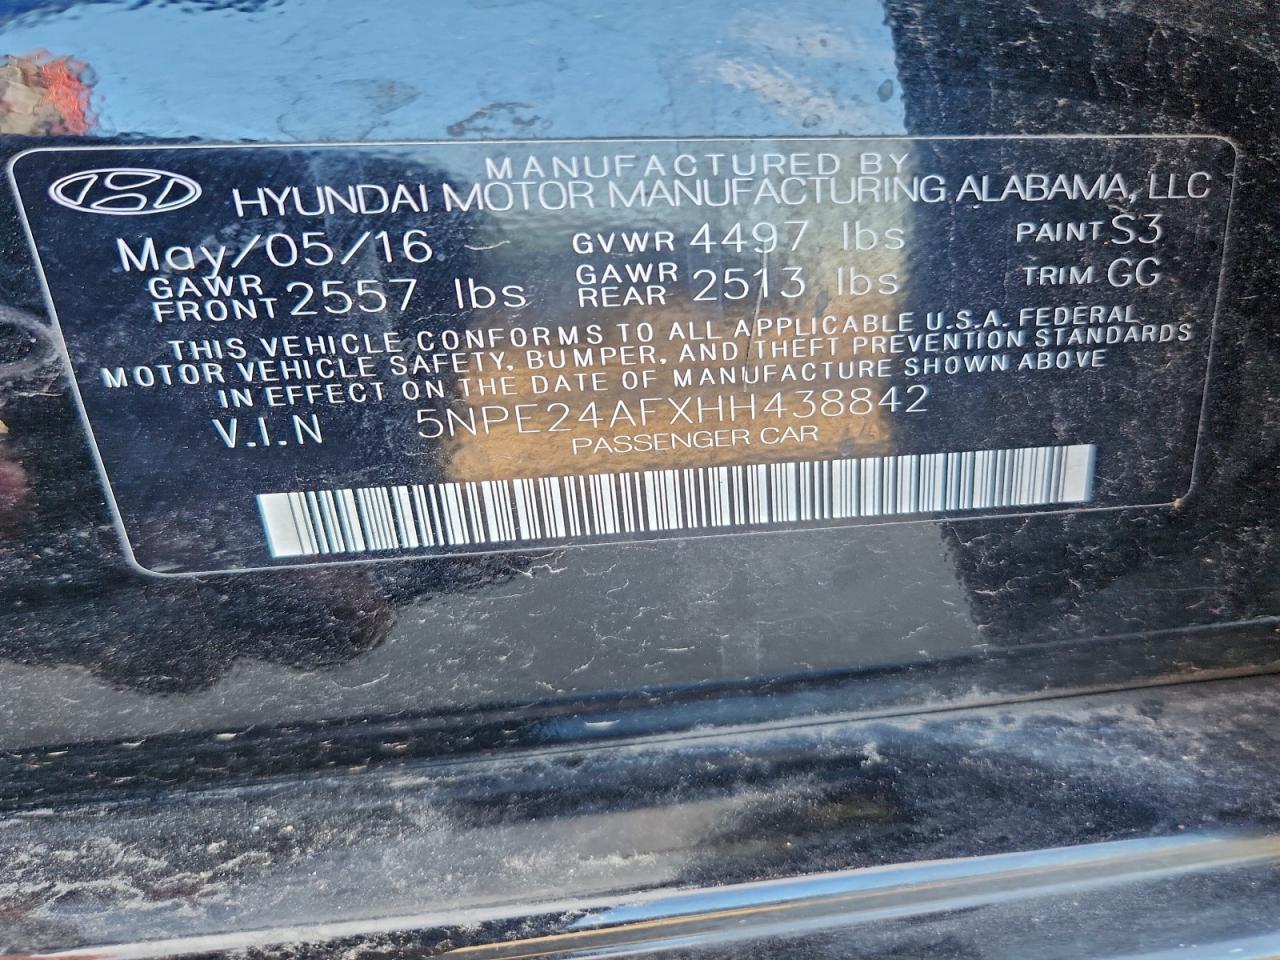 MANUFACTURED BY
HYUNDAI MOTOR MANUFACTURING ALABAMA, LLC
May/05/16 GVWR 4497 lbs PAINT S3
GAWR FRONT 2557 lbs GAWR REAR 2513 lbs TRIM GG
THIS VEHICLE CONFORMS TO ALL APPLICABLE U.S.A. FEDERAL
MOTOR VEHICLE SAFETY, BUMPER, AND THEFT PREVENTION STANDARDS
IN EFFECT ON THE DATE OF MANUFACTURE SHOWN ABOVE
V.I.N 5NPE24AFXHH438842
PASSENGER CAR